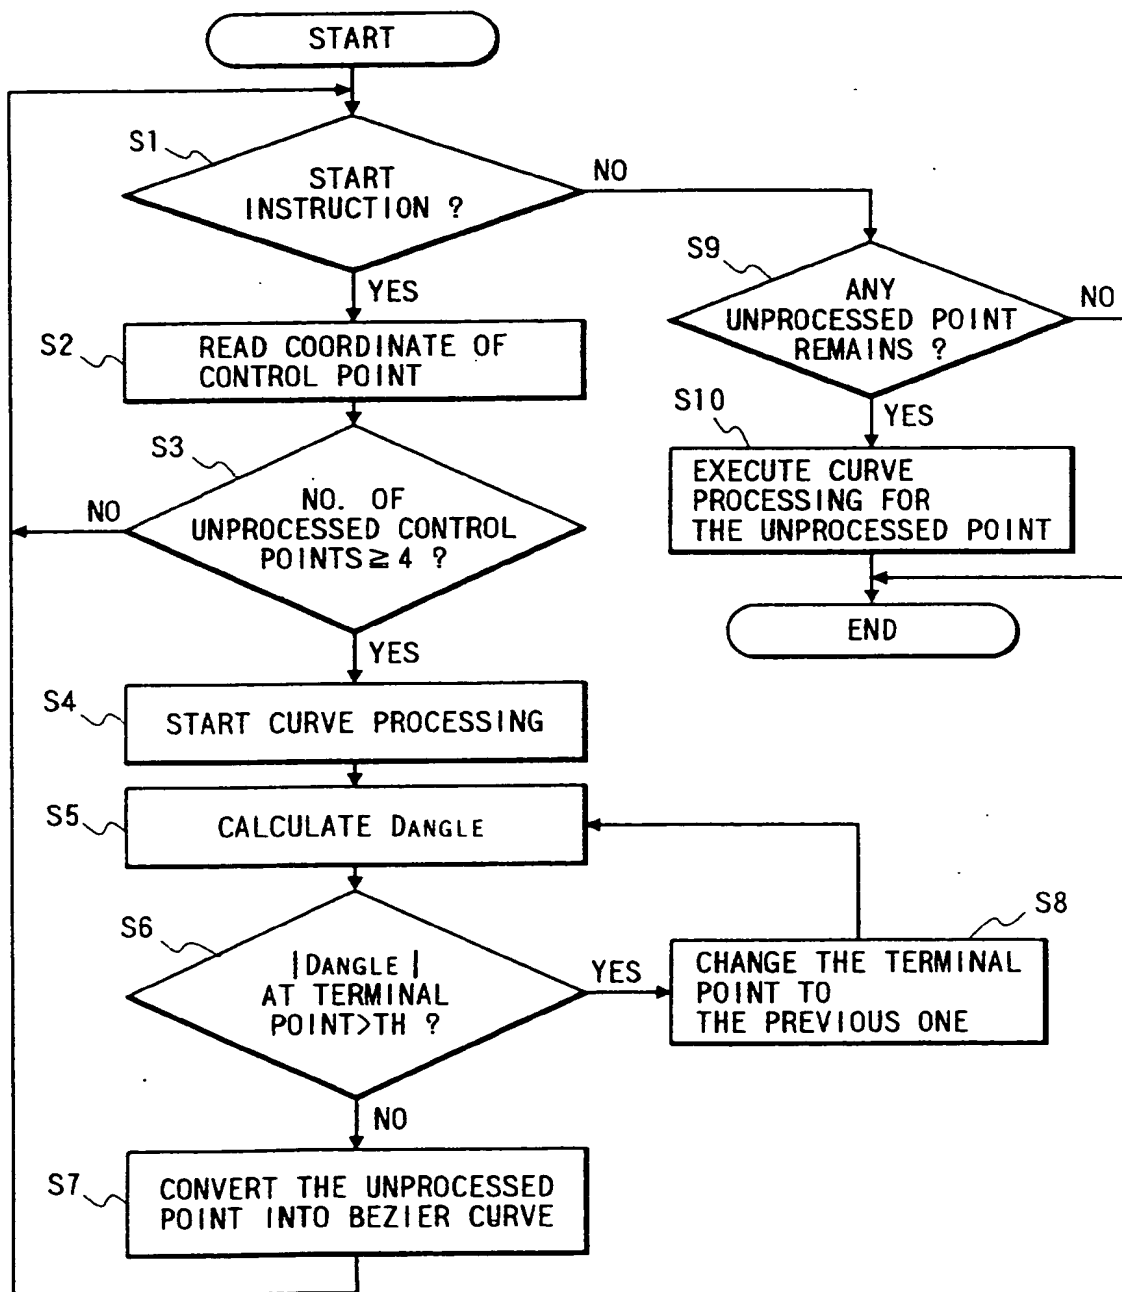 START
S1
START
INSTRUCTION ?
NO
YES
S2
READ COORDINATE OF
CONTROL POINT
S3
NO. OF
UNPROCESSED CONTROL
POINTS≧4 ?
NO
YES
S4
START CURVE PROCESSING
S5
CALCULATE DANGLE
S6
|DANGLE|
AT TERMINAL
POINT>TH ?
YES
NO
S7
CONVERT THE UNPROCESSED
POINT INTO BEZIER CURVE
S8
CHANGE THE TERMINAL
POINT TO
THE PREVIOUS ONE
S9
ANY
UNPROCESSED POINT
REMAINS ?
NO
YES
S10
EXECUTE CURVE
PROCESSING FOR
THE UNPROCESSED POINT
END